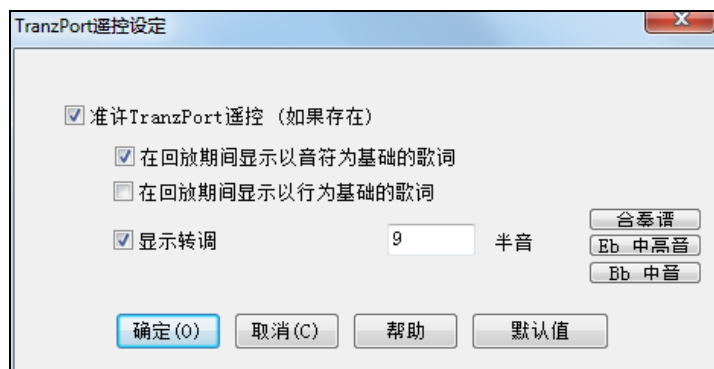 TranzPort遥控设定
准许TranzPort遥控 (如果存在)
在回放期间显示以音符为基础的歌词
在回放期间显示以行为基础的歌词
显示转调 9 半音
合奏谱
Eb 中高音
Bb 中音
确定(O) 取消(C) 帮助 默认值